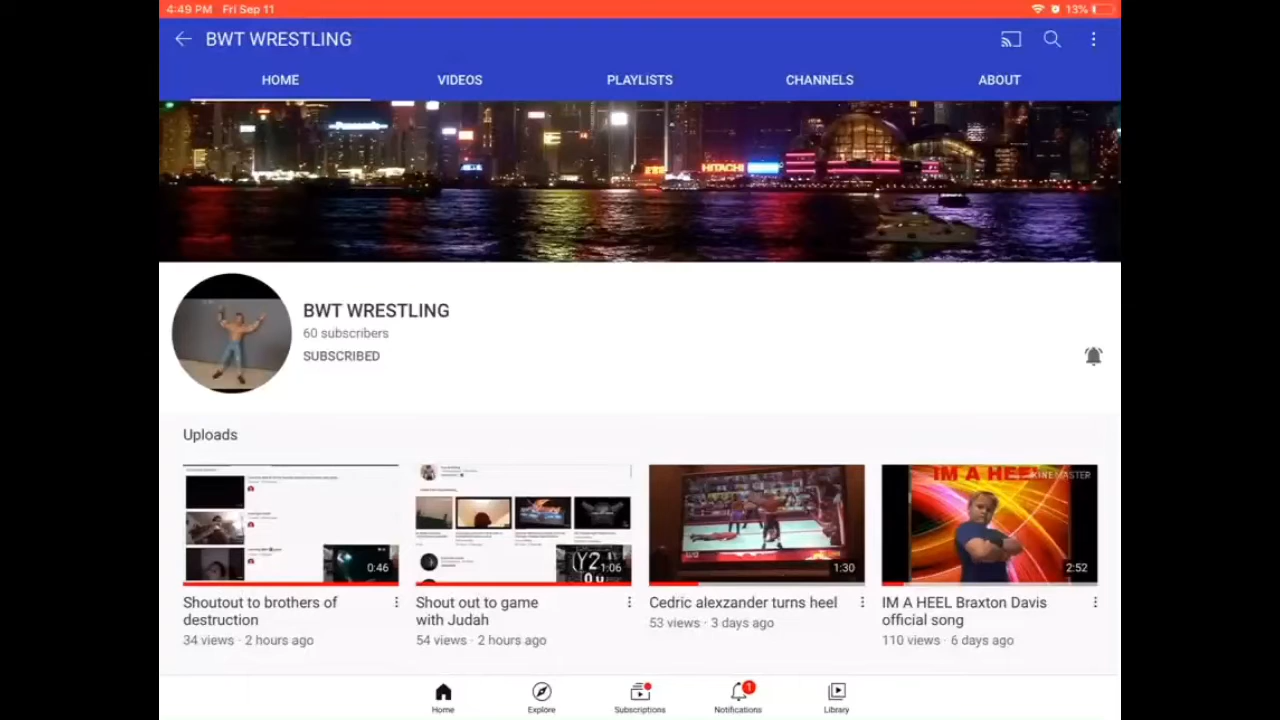 4:49 PM Fri Sep 11 13%
BWT WRESTLING
HOME VIDEOS PLAYLISTS CHANNELS ABOUT
HITACHI
BWT WRESTLING
60 subscribers
SUBSCRIBED
Uploads
0:46
1:06
1:30
IM A HEEL KINEMASTER
2:52
Shoutout to brothers of destruction
34 views · 2 hours ago
Shout out to game with Judah
54 views · 2 hours ago
Cedric alexzander turns heel
53 views · 3 days ago
IM A HEEL Braxton Davis official song
110 views · 6 days ago
Home Explore Subscriptions Notifications Library
1